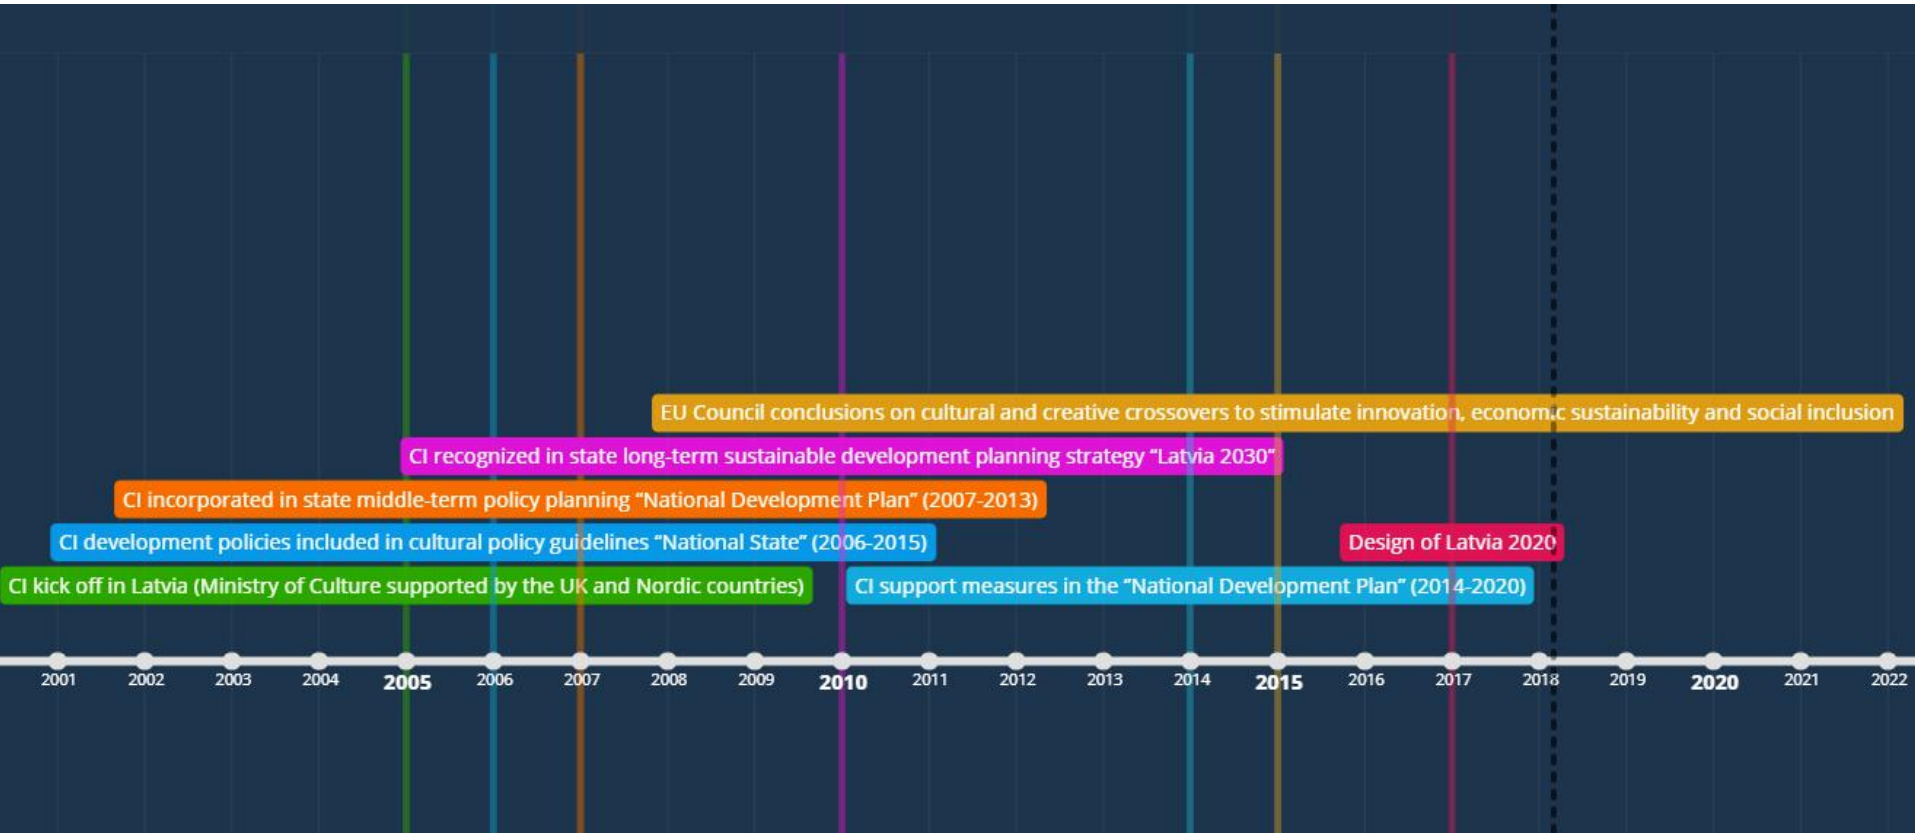 EU Council conclusions on cultural and creative crossovers to stimulate innovation, economic sustainability and social inclusion
CI recognized in state long-term sustainable development planning strategy “Latvia 2030”
CI incorporated in state middle-term policy planning “National Development Plan” (2007-2013)
CI development policies included in cultural policy guidelines “National State” (2006-2015)
Design of Latvia 2020
CI kick off in Latvia (Ministry of Culture supported by the UK and Nordic countries)
CI support measures in the “National Development Plan” (2014-2020)
2001 2002 2003 2004 2005 2006 2007 2008 2009 2010 2011 2012 2013 2014 2015 2016 2017 2018 2019 2020 2021 2022